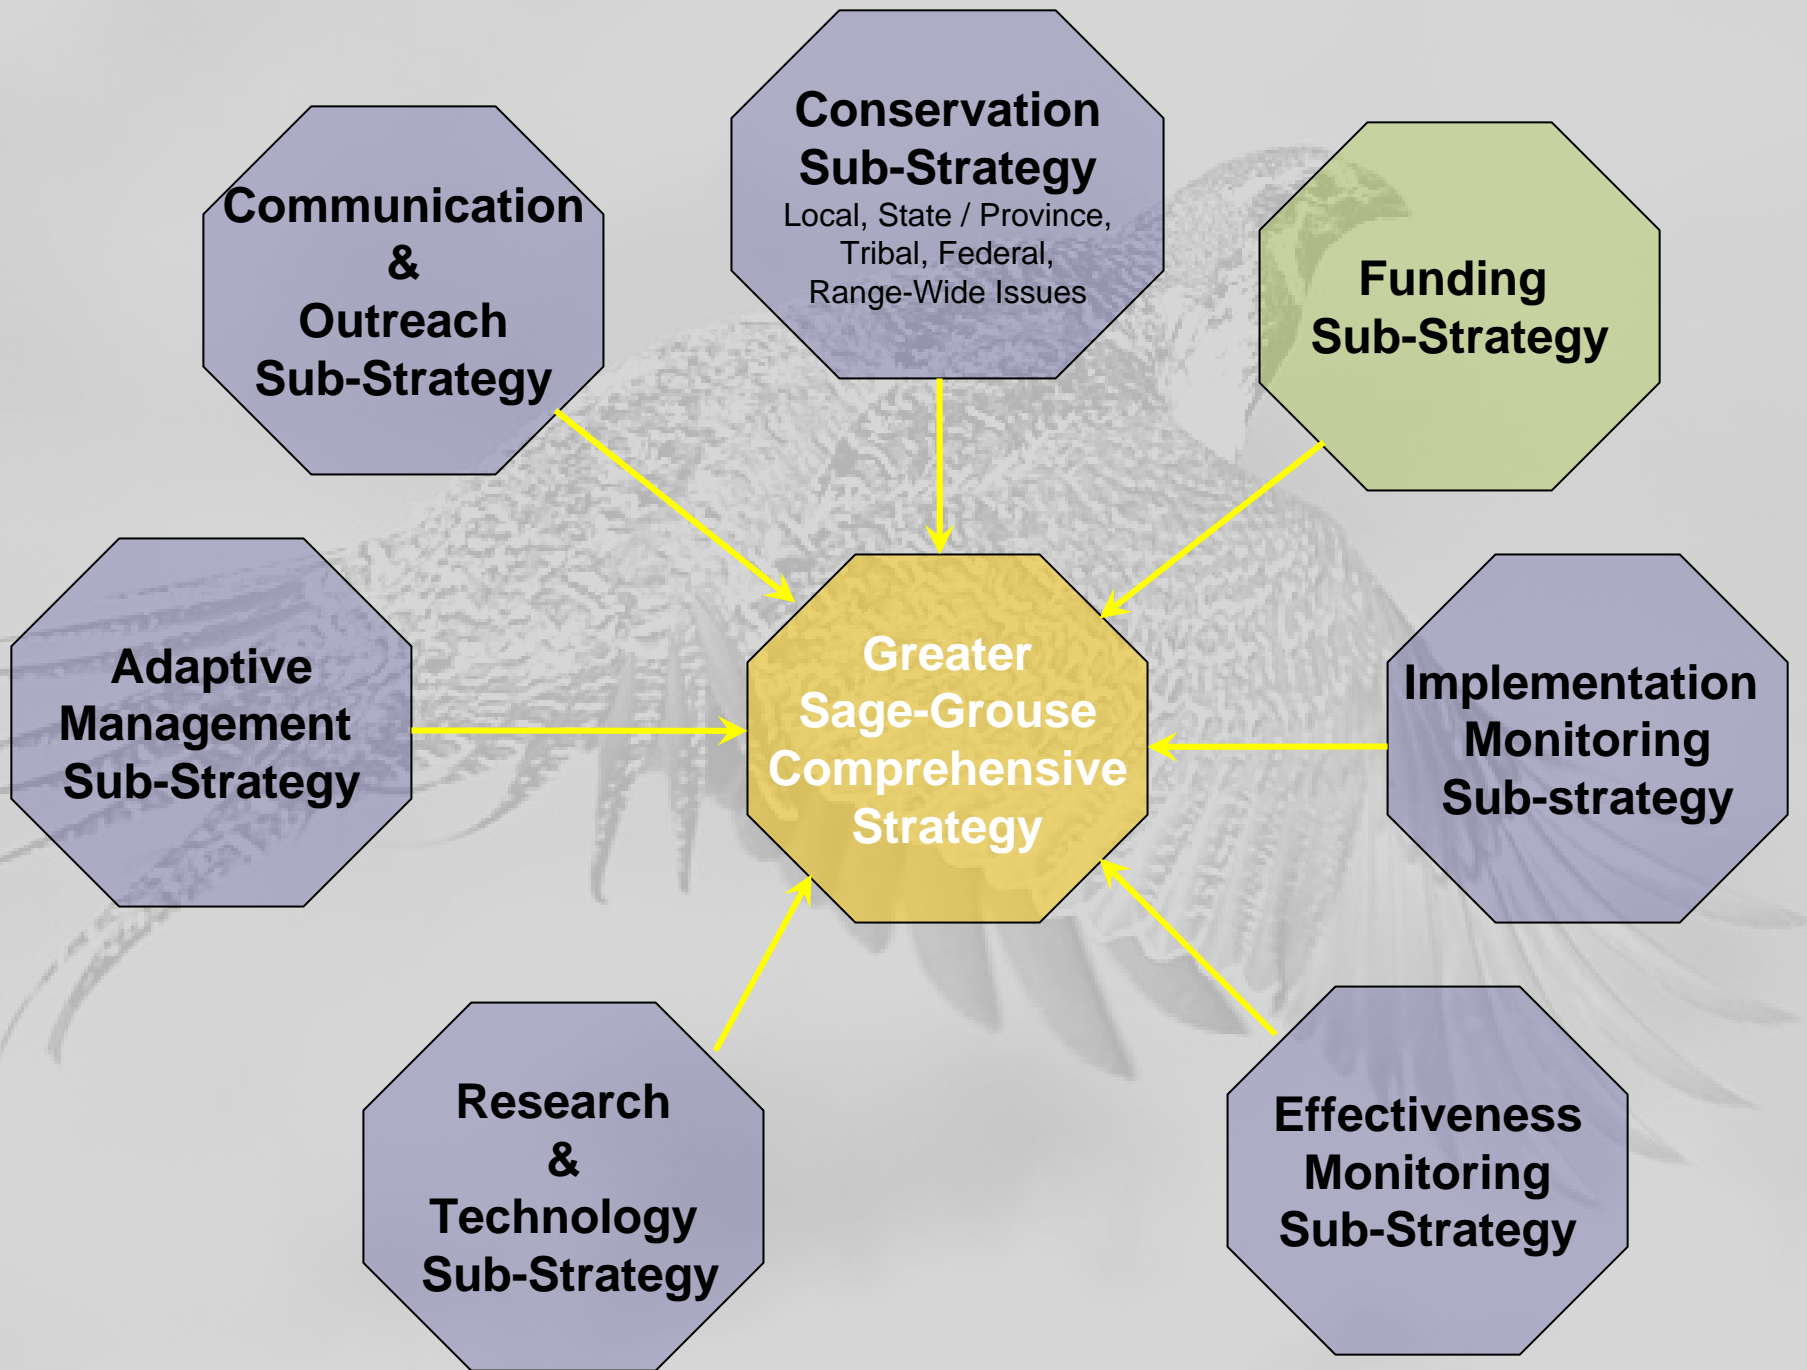 Conservation
Sub-Strategy
Local, State / Province,
Tribal, Federal,
Range-Wide Issues
Communication
&
Outreach
Sub-Strategy
Funding
Sub-Strategy
Adaptive
Management
Sub-Strategy
Greater
Sage-Grouse
Comprehensive
Strategy
Implementation
Monitoring
Sub-strategy
Research
&
Technology
Sub-Strategy
Effectiveness
Monitoring
Sub-Strategy